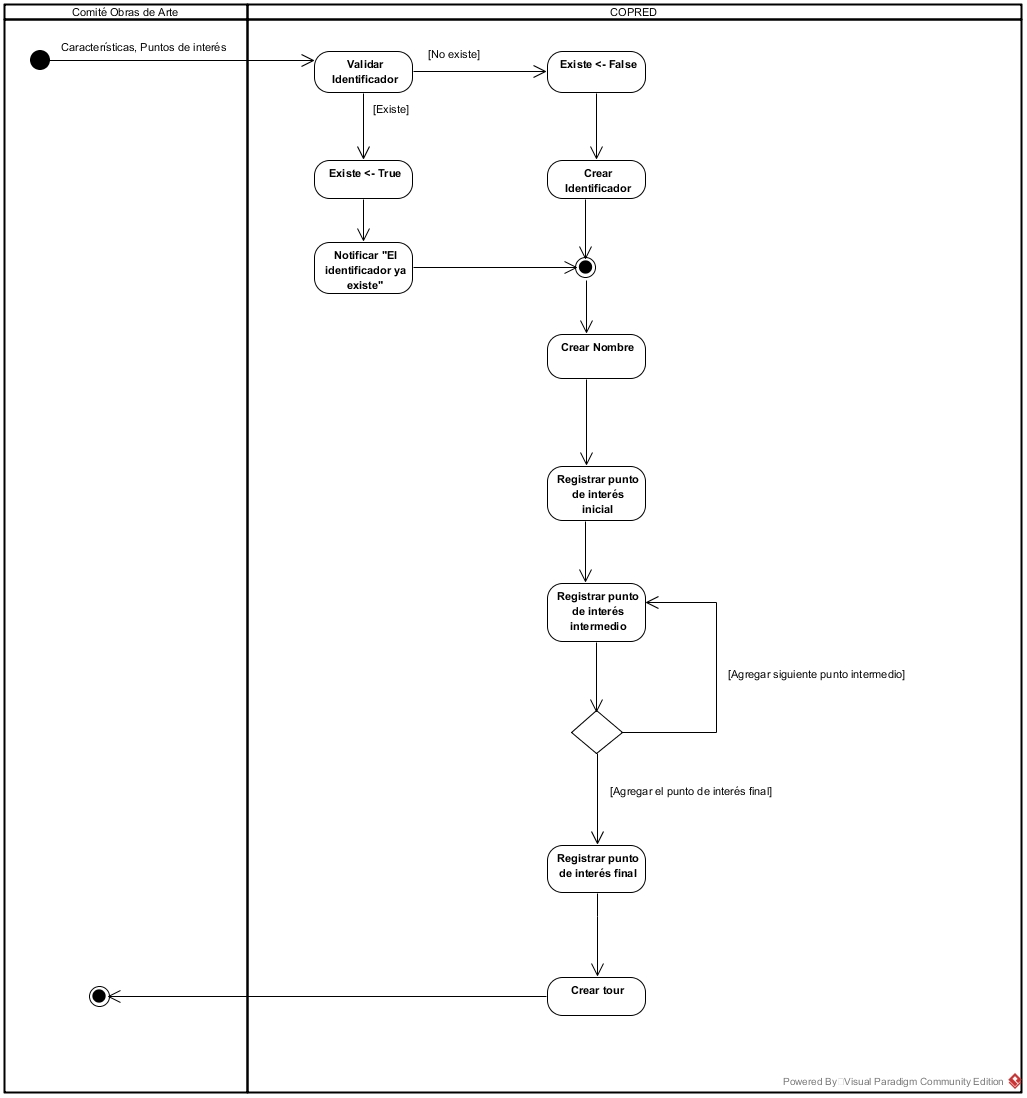 Comité Obras de Arte
COPRED
Características, Puntos de interés
Validar
Identificador
[No existe]
Existe <- False
[Existe]
Existe <- True
Crear
Identificador
Notificar "El
identificador ya
existe"
Crear Nombre
Registrar punto
de interés
inicial
Registrar punto
de interés
intermedio
[Agregar siguiente punto intermedio]
[Agregar el punto de interés final]
Registrar punto
de interés final
Crear tour
Powered By Visual Paradigm Community Edition